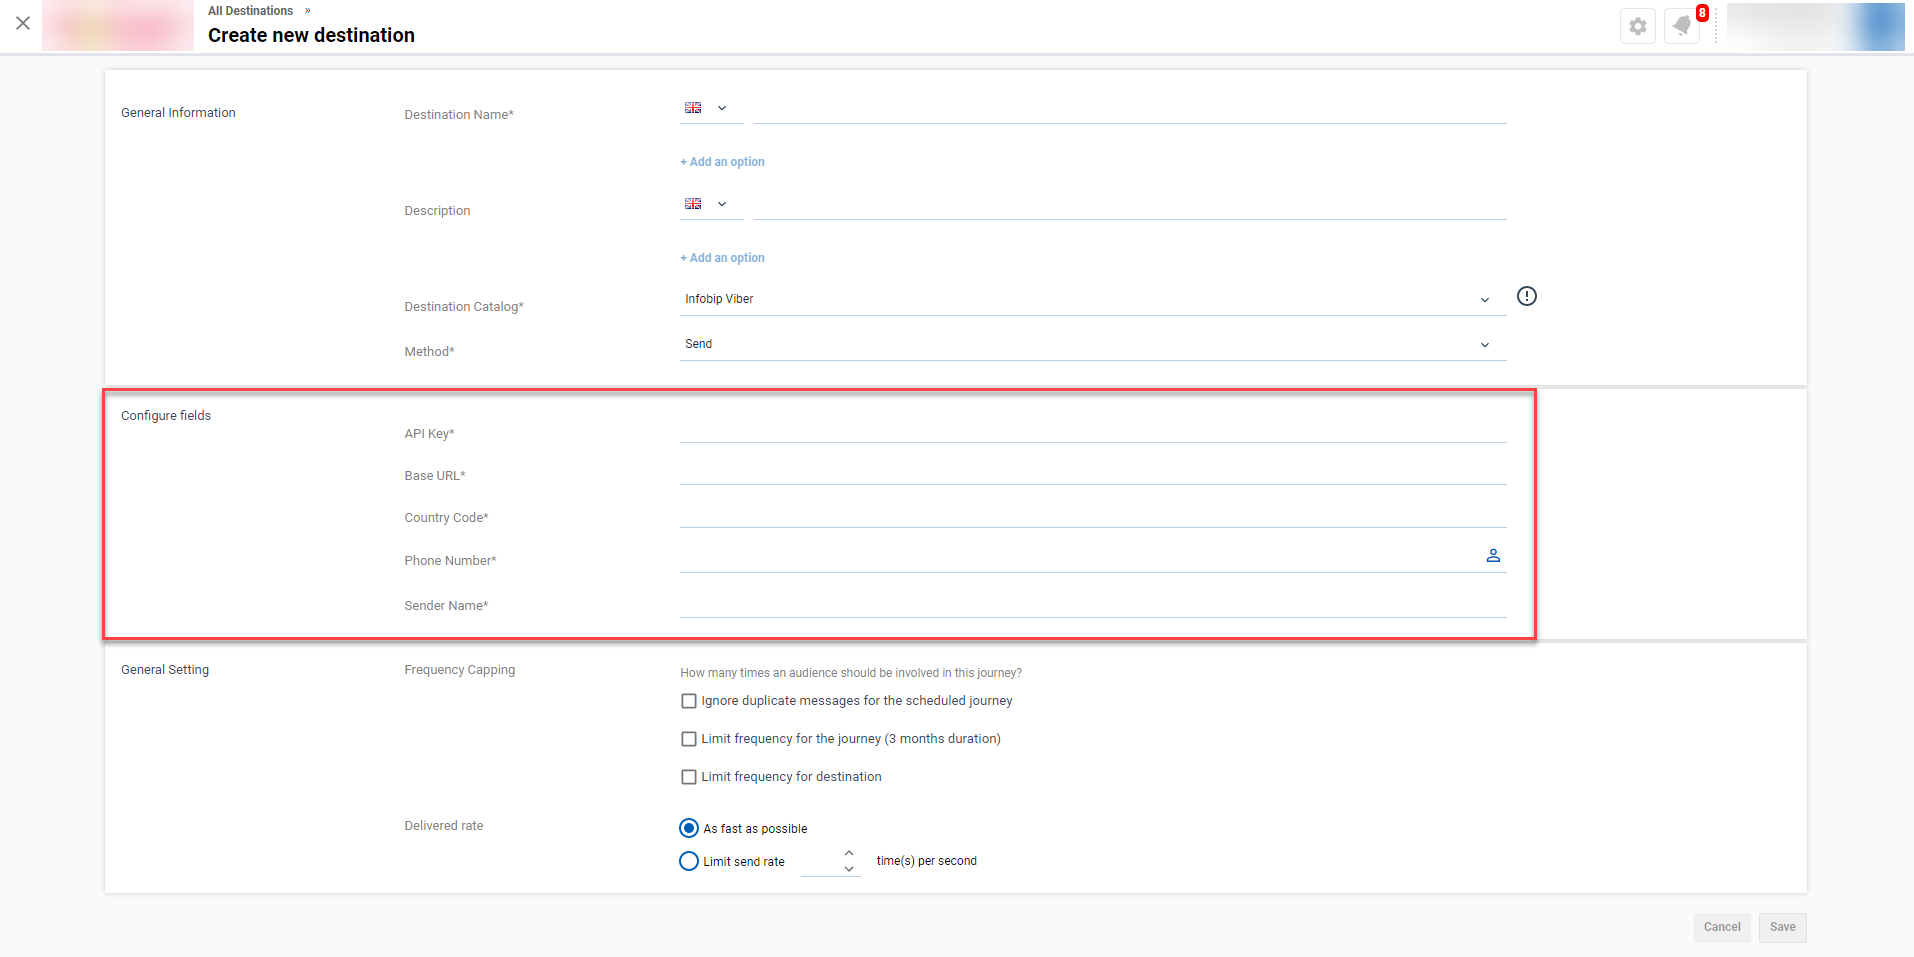 All Destinations »
Create new destination
8
General Information
Destination Name*
+ Add an option
Description
+ Add an option
Destination Catalog*
Infobip Viber
Method*
Send
Configure fields
API Key*
Base URL*
Country Code*
Phone Number*
Sender Name*
General Setting
Frequency Capping
How many times an audience should be involved in this journey?
Ignore duplicate messages for the scheduled journey
Limit frequency for the journey (3 months duration)
Limit frequency for destination
Delivered rate
As fast as possible
Limit send rate
time(s) per second
Cancel
Save